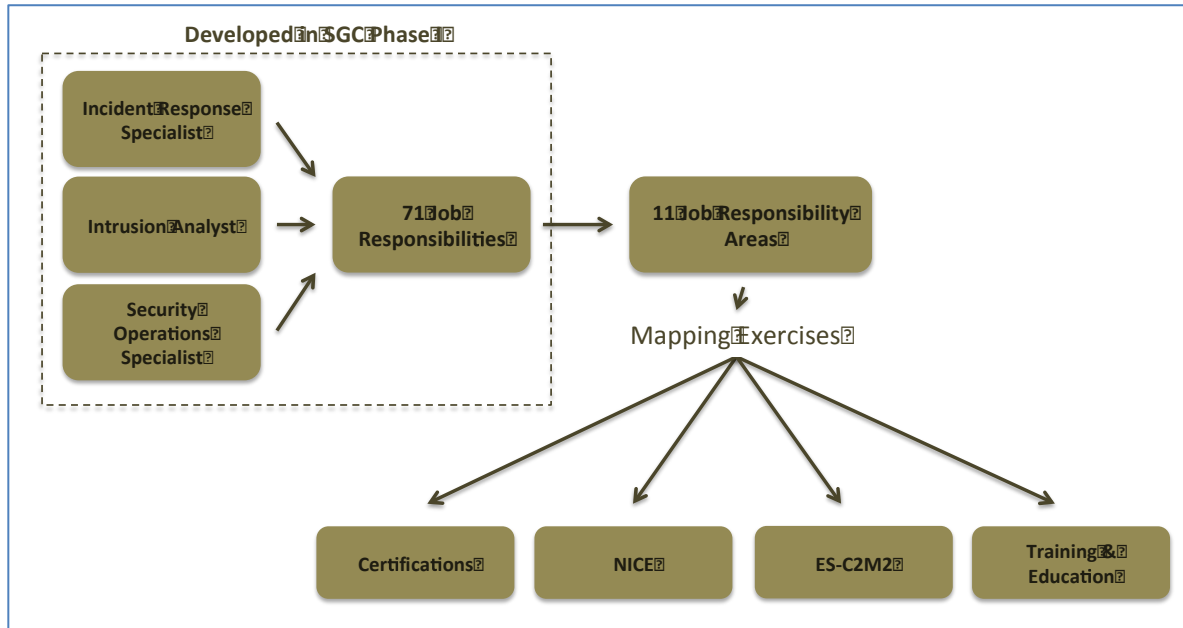 Developed in SGC Phase I
Incident Response
Specialist
Intrusion Analyst
Security
Operations
Specialist
71 Job
Responsibilities
11 Job Responsibility
Areas
Mapping Exercises
Certifications
NICE
ES-C2M2
Training &
Education